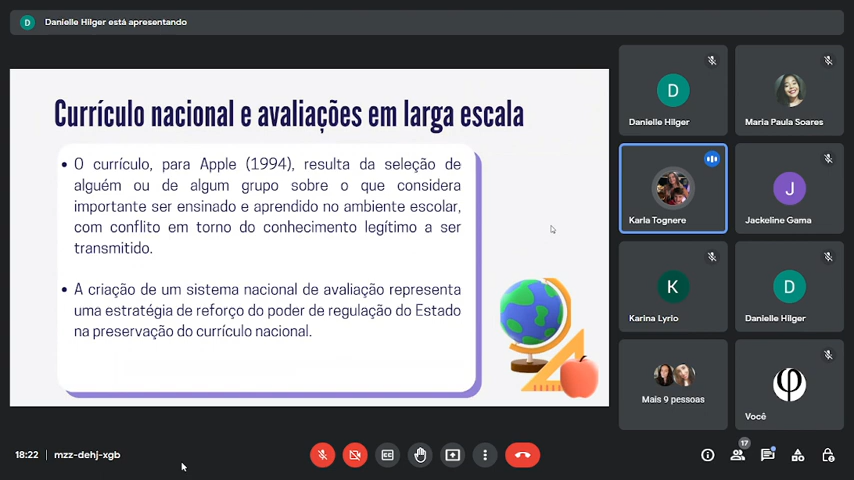 D
Danielle Hilger está apresentando
Currículo nacional e avaliações em larga escala
• O currículo, para Apple (1994), resulta da seleção de
alguém ou de algum grupo sobre o que considera
importante ser ensinado e aprendido no ambiente escolar,
com conflito em torno do conhecimento legítimo a ser
transmitido.
• A criação de um sistema nacional de avaliação representa
uma estratégia de reforço do poder de regulação do Estado
na preservação do currículo nacional.
D
Danielle Hilger
Maria Paula Soares
Karla Tognere
J
Jackeline Gama
K
Karina Lyrio
D
Danielle Hilger
Mais 9 pessoas
φ
Você
18:22 | mzz-dehj-xgb
CC
17